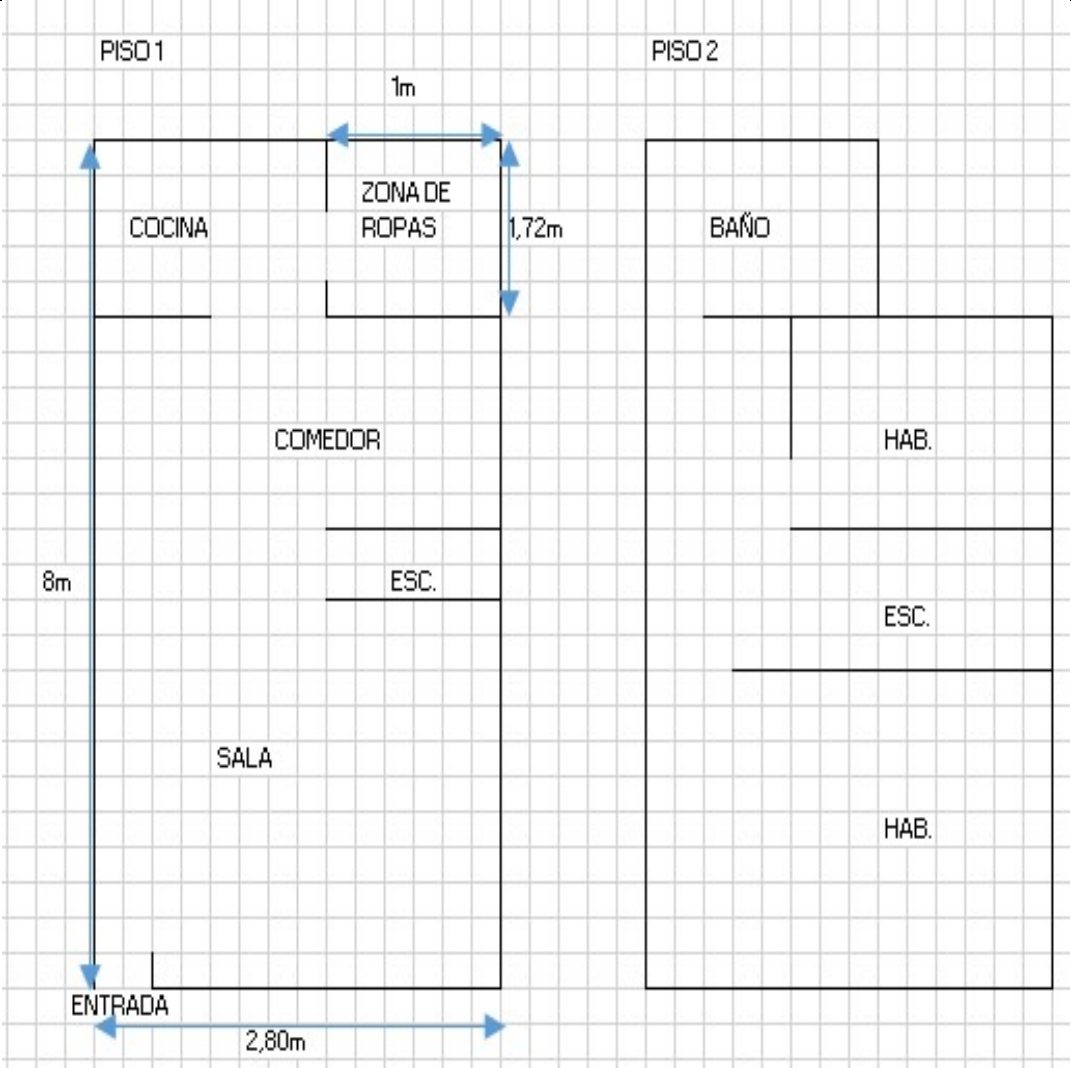 PISO 1
PISO 2
1m
ZONA DE
ROPAS
COCINA
1,72m
BAÑO
COMEDOR
HAB.
8m
ESC.
ESC.
SALA
HAB.
ENTRADA
2,80m